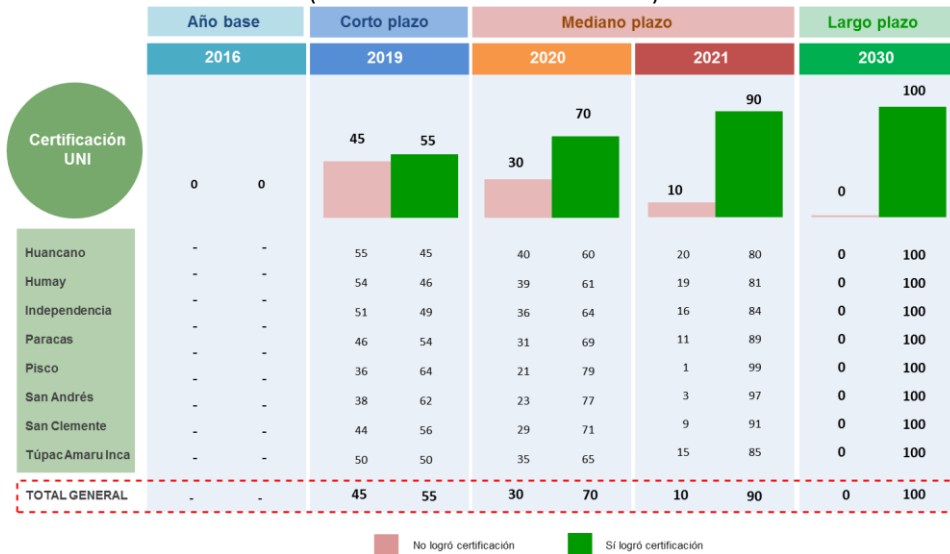 Año base Corto plazo Mediano plazo Largo plazo
2016 2019 2020 2021 2030
Certificación
UNI
0 0 45 55 30 70 10 90 0 100
Huancano - - 55 45 40 60 20 80 0 100
Humay - - 54 46 39 61 19 81 0 100
Independencia - - 51 49 36 64 16 84 0 100
Paracas - - 46 54 31 69 11 89 0 100
Pisco - - 36 64 21 79 1 99 0 100
San Andrés - - 38 62 23 77 3 97 0 100
San Clemente - - 44 56 29 71 9 91 0 100
Túpac Amaru Inca - - 50 50 35 65 15 85 0 100
TOTAL GENERAL - - 45 55 30 70 10 90 0 100
No logró certificación Sí logró certificación